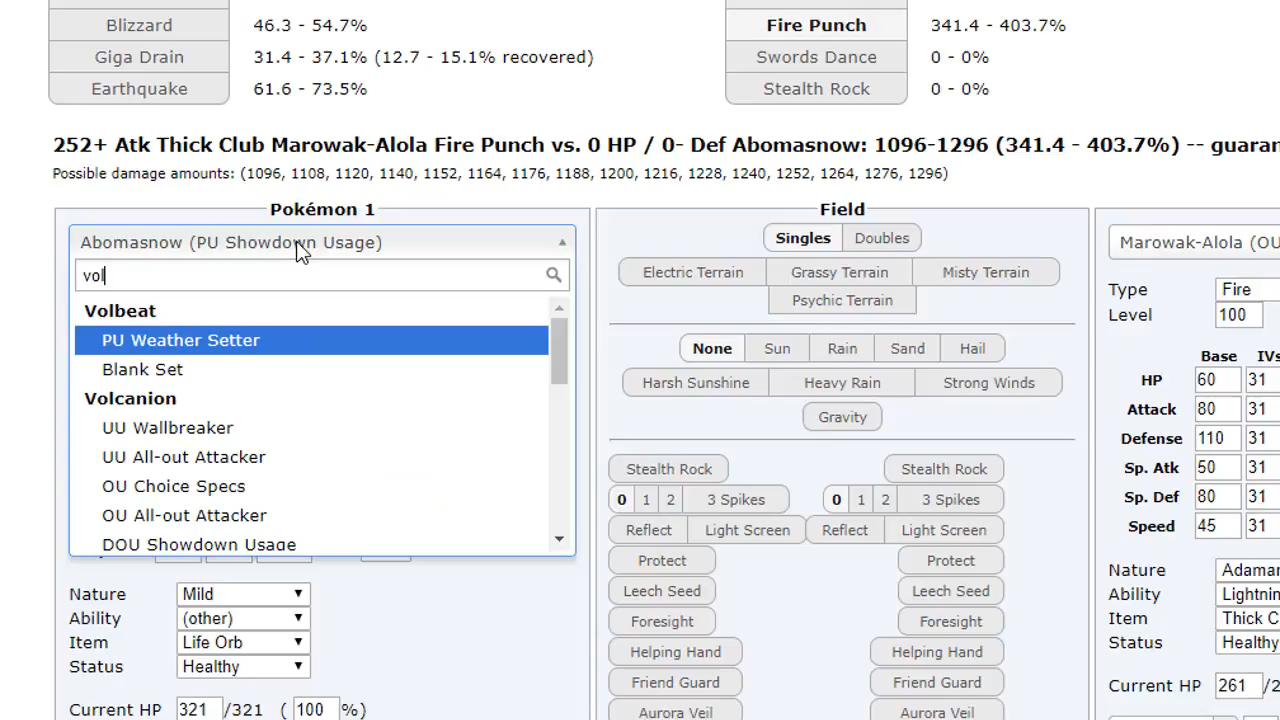 Blizzard 46.3 - 54.7%
Giga Drain 31.4 - 37.1% (12.7 - 15.1% recovered)
Earthquake 61.6 - 73.5%
Fire Punch 341.4 - 403.7%
Swords Dance 0 - 0%
Stealth Rock 0 - 0%
252+ Atk Thick Club Marowak-Alola Fire Punch vs. 0 HP / 0- Def Abomasnow: 1096-1296 (341.4 - 403.7%) -- guaran
Possible damage amounts: (1096, 1108, 1120, 1140, 1152, 1164, 1176, 1188, 1200, 1216, 1228, 1240, 1252, 1264, 1276, 1296)
Pokémon 1
Abomasnow (PU Showdown Usage)
vol
Volbeat
PU Weather Setter
Blank Set
Volcanion
UU Wallbreaker
UU All-out Attacker
OU Choice Specs
OU All-out Attacker
DOU Showdown Usage
Nature Mild
Ability (other)
Item Life Orb
Status Healthy
Current HP 321 /321 ( 100 %)
Field
Singles Doubles
Electric Terrain Grassy Terrain Misty Terrain
Psychic Terrain
None Sun Rain Sand Hail
Harsh Sunshine Heavy Rain Strong Winds
Gravity
Stealth Rock Stealth Rock
0 1 2 3 Spikes 0 1 2 3 Spikes
Reflect Light Screen Reflect Light Screen
Protect Protect
Leech Seed Leech Seed
Foresight Foresight
Helping Hand Helping Hand
Friend Guard Friend Guard
Aurora Veil Aurora Veil
Marowak-Alola (OU
Type Fire
Level 100
Base IVs
HP 60 31
Attack 80 31
Defense 110 31
Sp. Atk 50 31
Sp. Def 80 31
Speed 45 31
Nature Adamar
Ability Lightnin
Item Thick C
Status Healthy
Current HP 261 /2